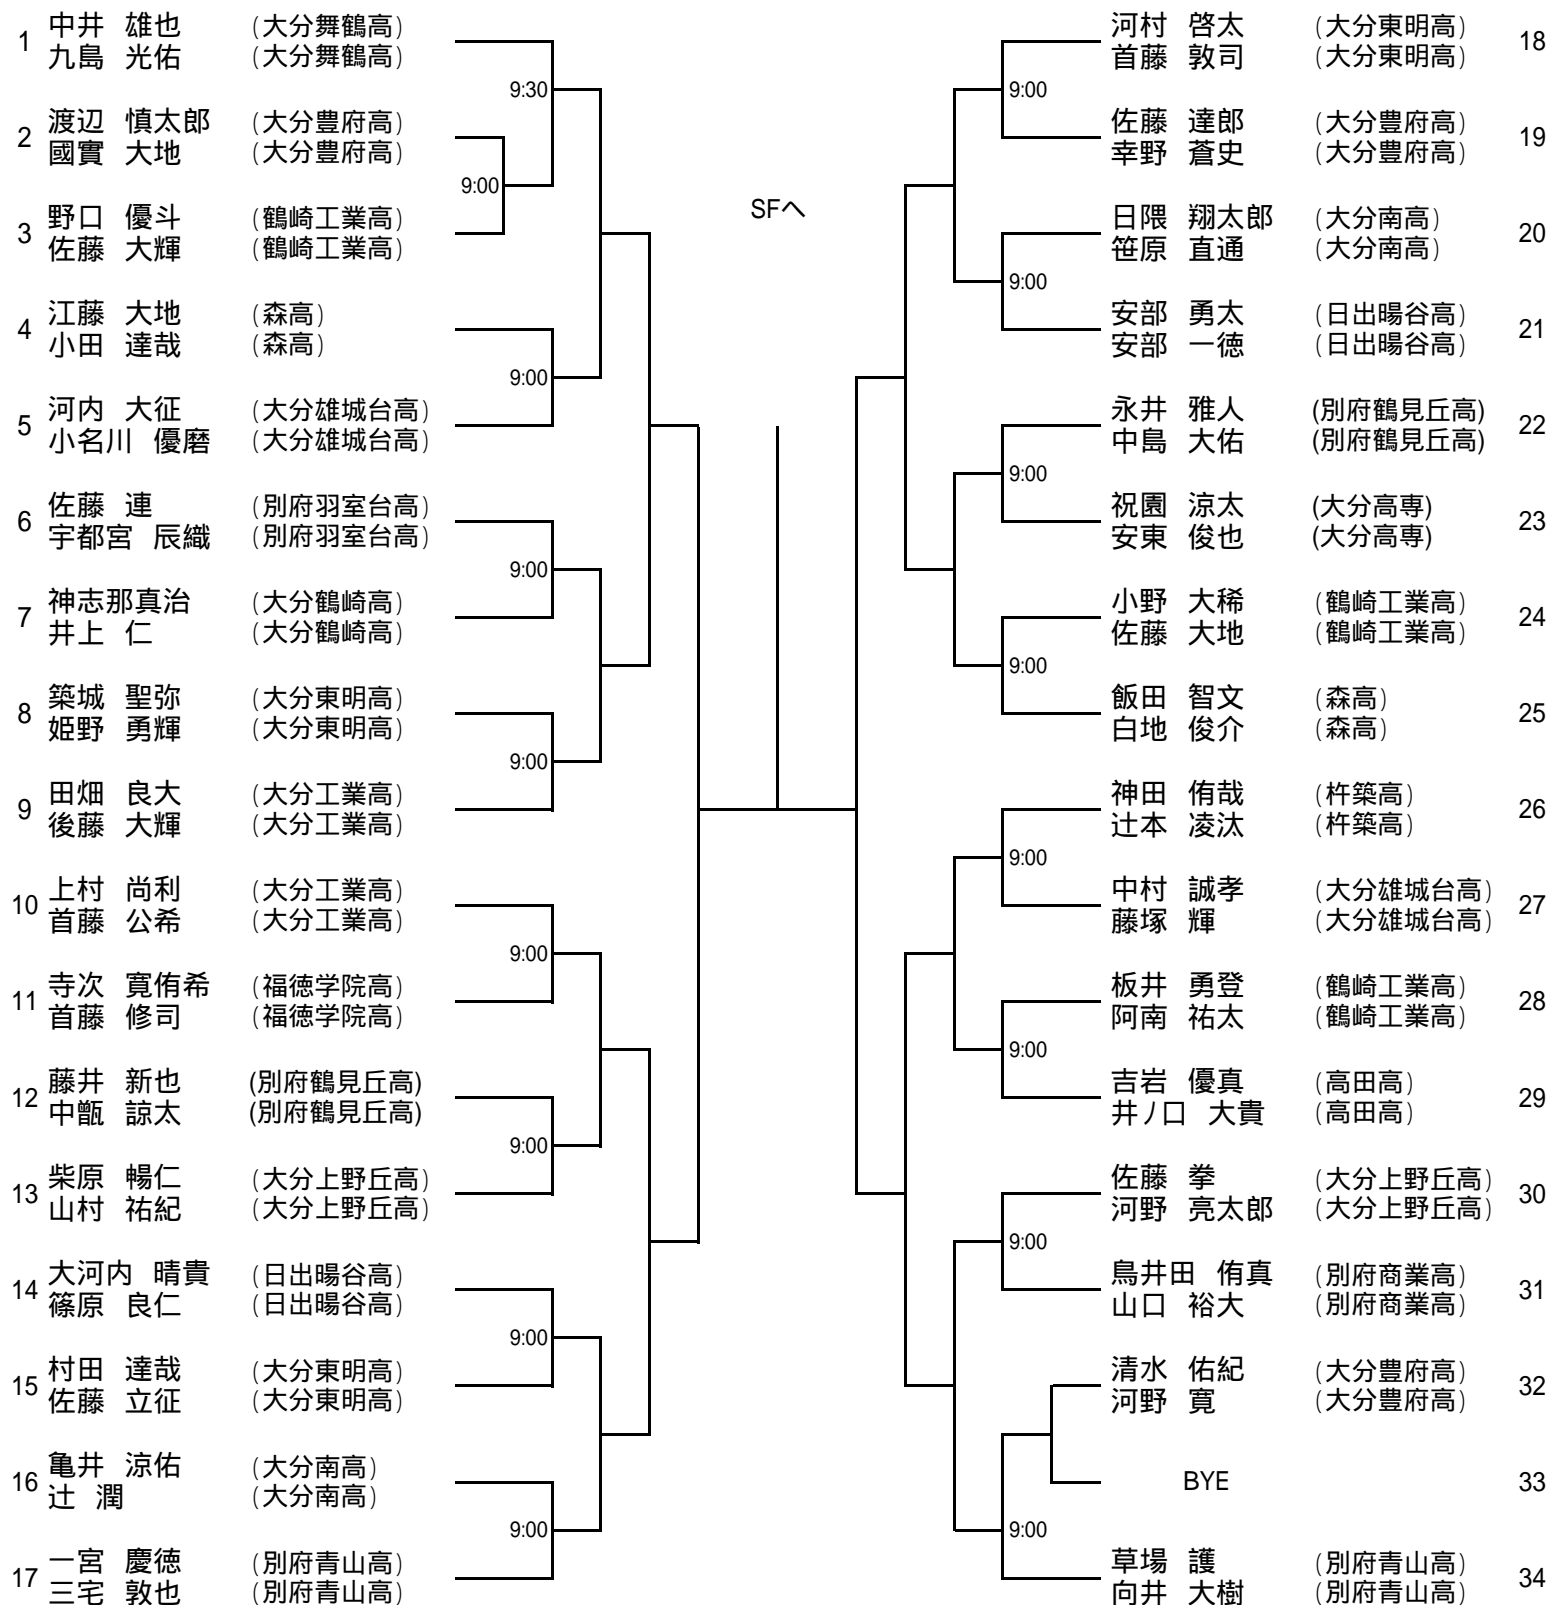 1 中井 雄也 (大分舞鶴高)
九島 光佑 (大分舞鶴高)
9:30
2 渡辺 慎太郎 (大分豊府高)
國實 大地 (大分豊府高)
9:00
3 野口 優斗 (鶴崎工業高)
佐藤 大輝 (鶴崎工業高)
4 江藤 大地 (森高)
小田 達哉 (森高)
9:00
5 河内 大征 (大分雄城台高)
小名川 優磨 (大分雄城台高)
6 佐藤 連 (別府羽室台高)
宇都宮 辰織 (別府羽室台高)
9:00
7 神志那真治 (大分鶴崎高)
井上 仁 (大分鶴崎高)
8 築城 聖弥 (大分東明高)
姫野 勇輝 (大分東明高)
9:00
9 田畑 良大 (大分工業高)
後藤 大輝 (大分工業高)
10 上村 尚利 (大分工業高)
首藤 公希 (大分工業高)
9:00
11 寺次 寛侑希 (福徳学院高)
首藤 修司 (福徳学院高)
12 藤井 新也 (別府鶴見丘高)
中甑 諒太 (別府鶴見丘高)
9:00
13 柴原 暢仁 (大分上野丘高)
山村 祐紀 (大分上野丘高)
14 大河内 晴貴 (日出暘谷高)
篠原 良仁 (日出暘谷高)
9:00
15 村田 達哉 (大分東明高)
佐藤 立征 (大分東明高)
16 亀井 涼佑 (大分南高)
辻 潤 (大分南高)
9:00
17 一宮 慶徳 (別府青山高)
三宅 敦也 (別府青山高)
SFへ
河村 啓太 (大分東明高) 18
首藤 敦司 (大分東明高)
9:00
佐藤 達郎 (大分豊府高) 19
幸野 蒼史 (大分豊府高)
日隈 翔太郎 (大分南高) 20
笹原 直通 (大分南高)
9:00
安部 勇太 (日出暘谷高) 21
安部 一徳 (日出暘谷高)
永井 雅人 (別府鶴見丘高) 22
中島 大佑 (別府鶴見丘高)
9:00
祝園 涼太 (大分高専) 23
安東 俊也 (大分高専)
小野 大稀 (鶴崎工業高) 24
佐藤 大地 (鶴崎工業高)
9:00
飯田 智文 (森高) 25
白地 俊介 (森高)
神田 侑哉 (杵築高) 26
辻本 凌汰 (杵築高)
9:00
中村 誠孝 (大分雄城台高) 27
藤塚 輝 (大分雄城台高)
板井 勇登 (鶴崎工業高) 28
阿南 祐太 (鶴崎工業高)
9:00
吉岩 優真 (高田高) 29
井ノ口 大貴 (高田高)
佐藤 拳 (大分上野丘高) 30
河野 亮太郎 (大分上野丘高)
9:00
鳥井田 侑真 (別府商業高) 31
山口 裕大 (別府商業高)
清水 佑紀 (大分豊府高) 32
河野 寛 (大分豊府高)
BYE 33
9:00
草場 護 (別府青山高) 34
向井 大樹 (別府青山高)